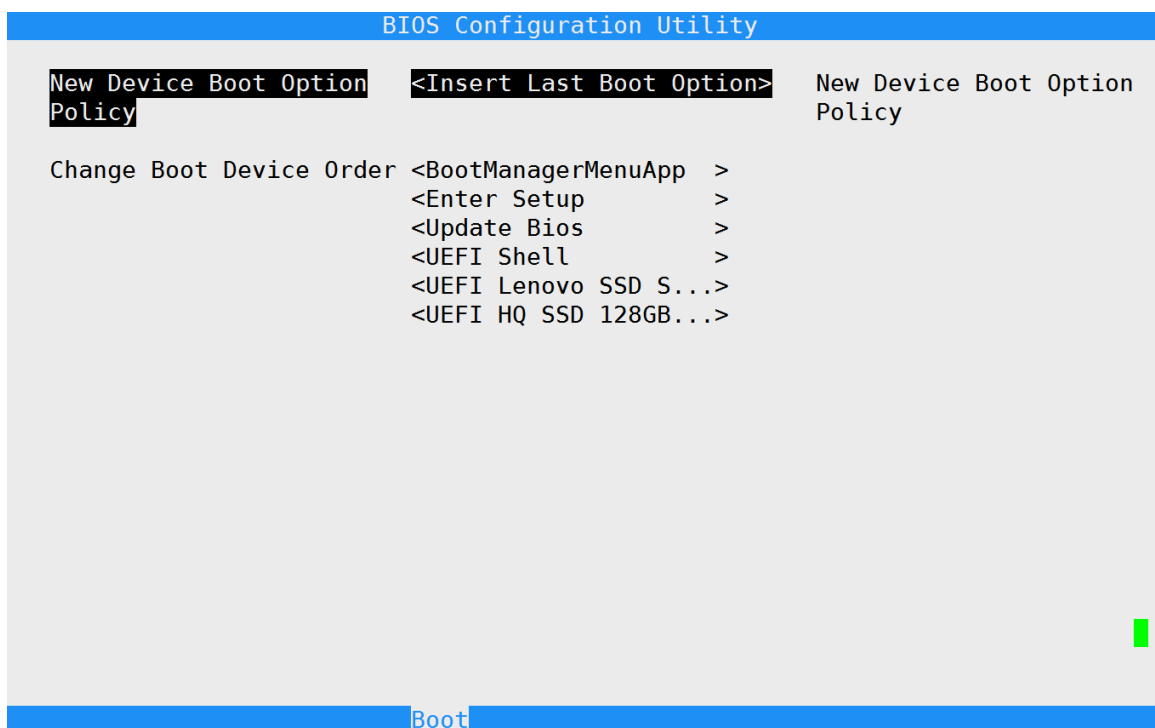 BIOS Configuration Utility
New Device Boot Option <Insert Last Boot Option> New Device Boot Option
Policy Policy
Change Boot Device Order <BootManagerMenuApp >
<Enter Setup >
<Update Bios >
<UEFI Shell >
<UEFI Lenovo SSD S...>
<UEFI HQ SSD 128GB...>
Boot